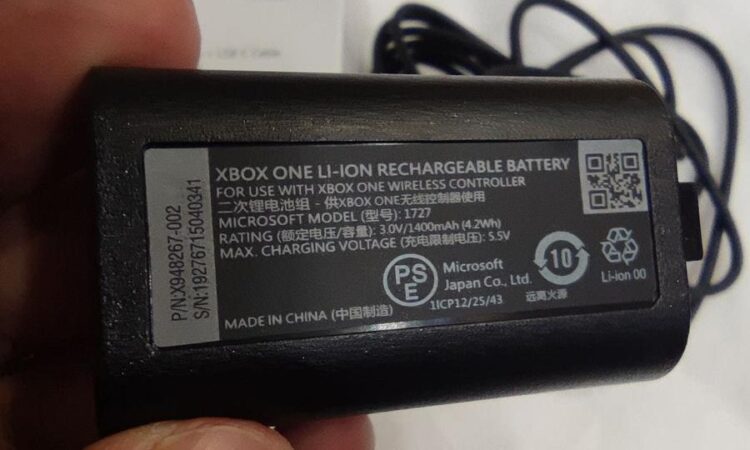 XBOX ONE LI-ION RECHARGEABLE BATTERY
FOR USE WITH XBOX ONE WIRELESS CONTROLLER
二次锂电池组 - 供XBOX ONE无线控制器使用
MICROSOFT MODEL (型号): 1727
RATING (额定电压/容量): 3.0V/1400mAh (4.2Wh)
MAX. CHARGING VOLTAGE (充电限制电压): 5.5V
PSE
Microsoft
Japan Co., Ltd.
1ICP12/25/43
10
远离火源
Li-ion 00
MADE IN CHINA (中国制造)
P/N:X948267-002
S/N:19276715040341